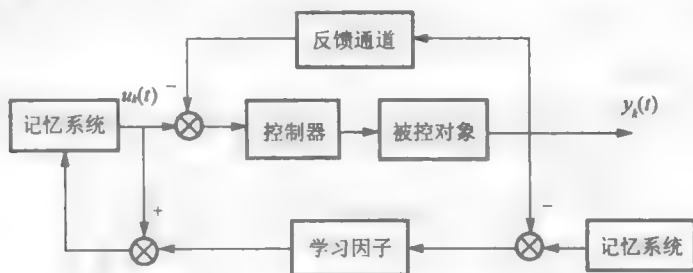 反馈通道
−
u_k(t)
y_k(t)
记忆系统
控制器
被控对象
+
−
学习因子
记忆系统